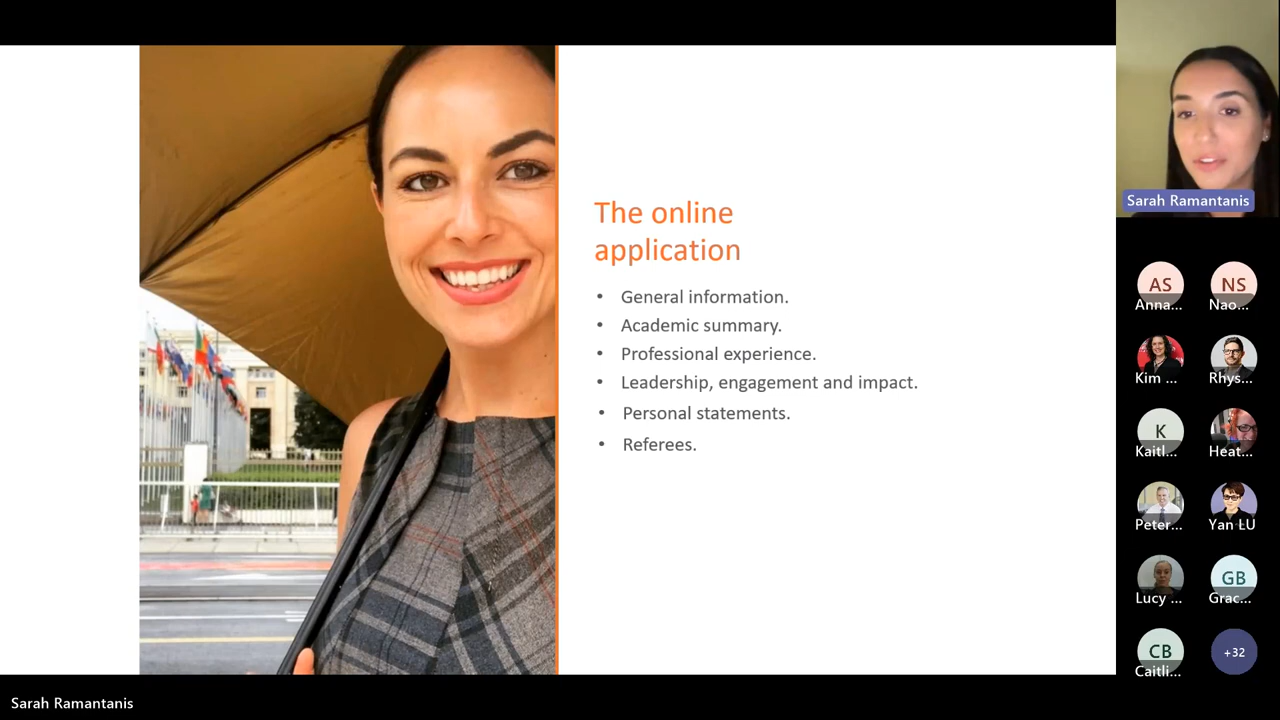 The online
application
• General information.
• Academic summary.
• Professional experience.
• Leadership, engagement and impact.
• Personal statements.
• Referees.
Sarah Ramantanis
AS
NS
Anna...
Nao...
Kim ...
Rhys...
K
Kaitl...
Heat...
Peter...
Yan LU
Lucy ...
GB
Grac...
CB
Caitli...
+32
Sarah Ramantanis